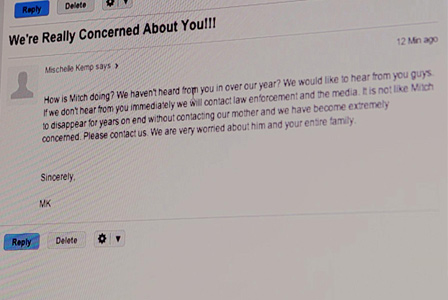 Reply Delete
We're Really Concerned About You!!!
12 Min ago
Mischelle Kemp says
How is Mitch doing? We haven't heard from you in over our year? We would like to hear from you guys.
If we don't hear from you immediately we will contact law enforcement and the media. It is not like Mitch
to disappear for years on end without contacting our mother and we have become extremely
concerned. Please contact us. We are very worried about him and your entire family.
Sincerely,
MK
Reply Delete